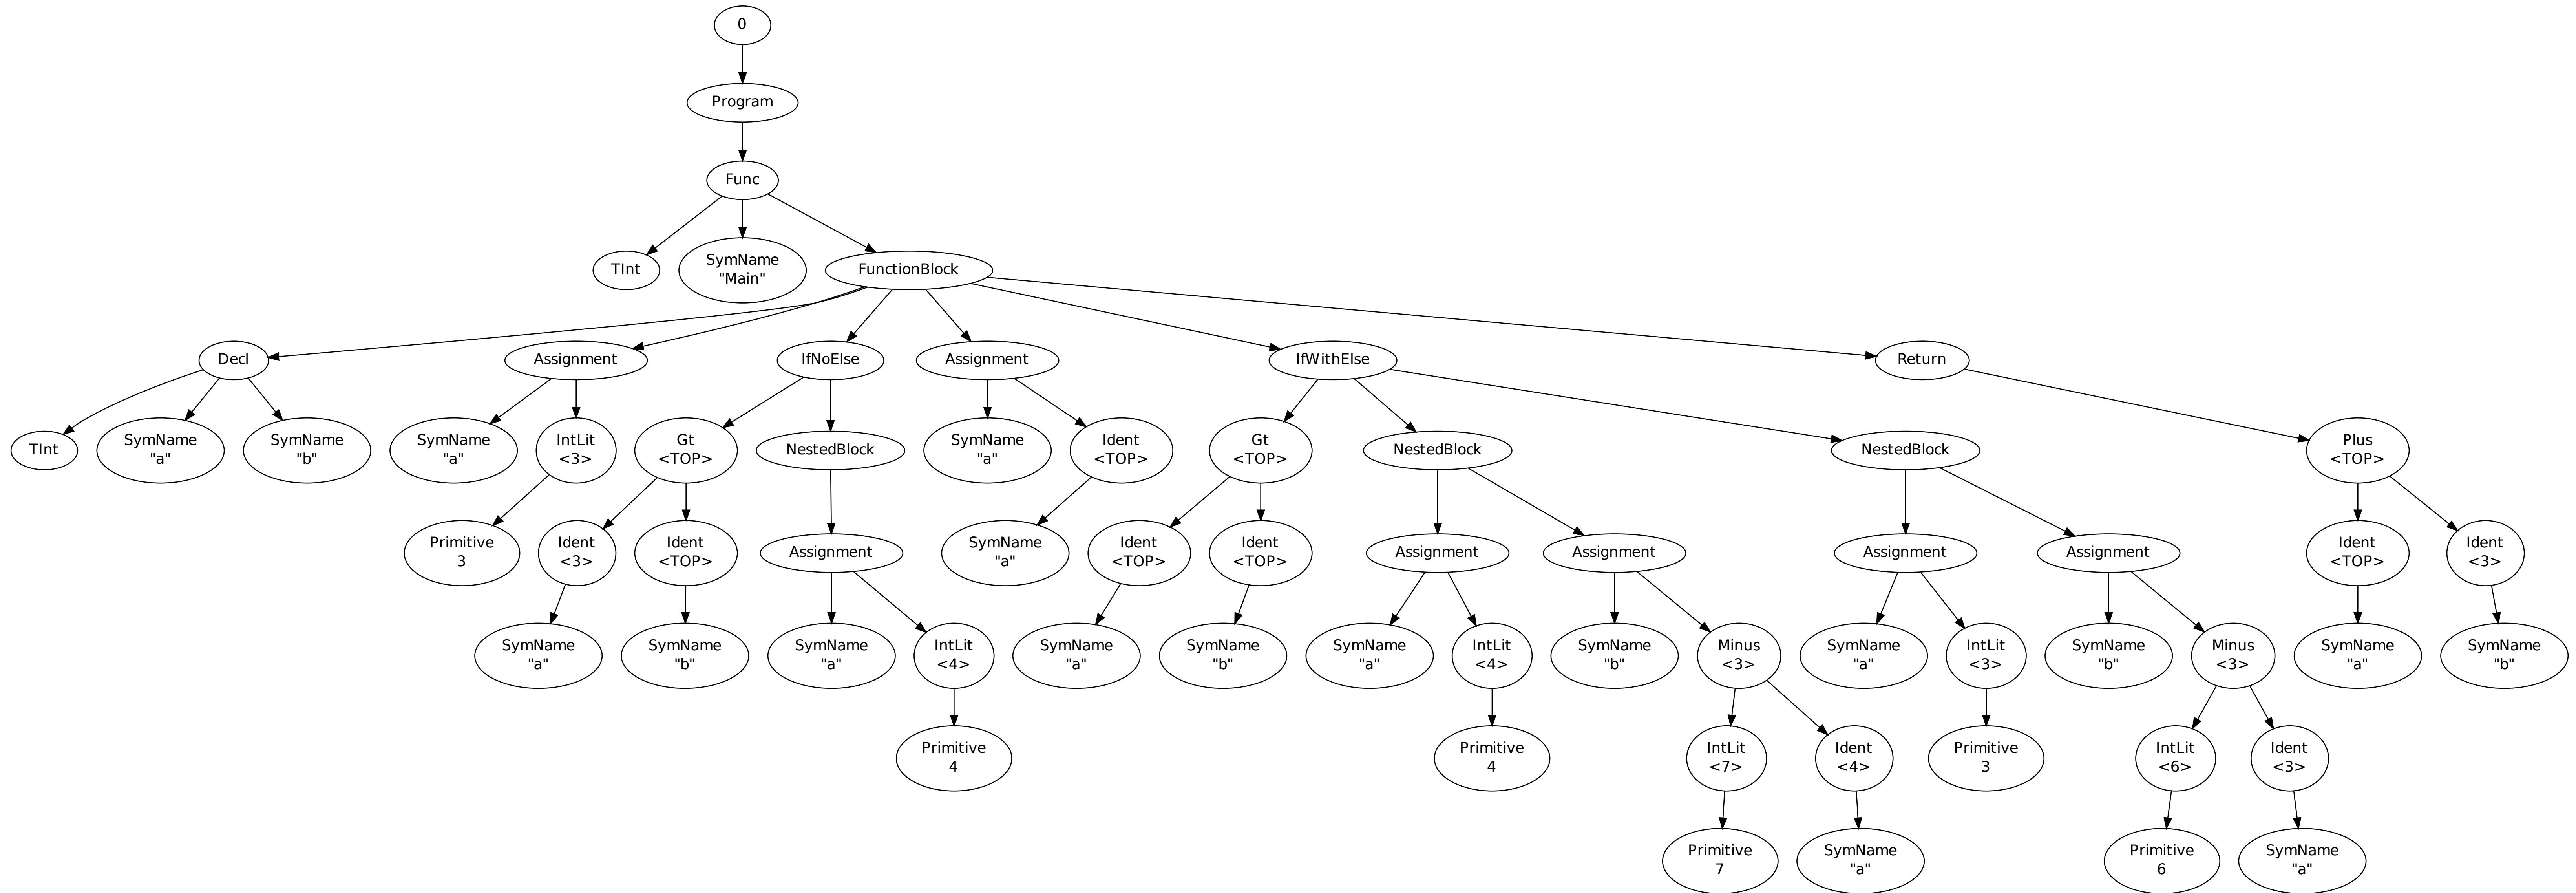 0
Program
Func
TInt
SymName
"Main"
FunctionBlock
Decl
Assignment
IfNoElse
Assignment
IfWithElse
Return
TInt
SymName
"a"
SymName
"b"
SymName
"a"
IntLit
<3>
Gt
<TOP>
NestedBlock
SymName
"a"
Ident
<TOP>
Gt
<TOP>
NestedBlock
NestedBlock
Plus
<TOP>
Primitive
3
Ident
<3>
Ident
<TOP>
Assignment
SymName
"a"
Ident
<TOP>
Ident
<TOP>
Assignment
Assignment
Assignment
Assignment
Ident
<TOP>
Ident
<3>
SymName
"a"
SymName
"b"
SymName
"a"
IntLit
<4>
SymName
"a"
SymName
"b"
SymName
"a"
IntLit
<4>
SymName
"b"
Minus
<3>
SymName
"a"
IntLit
<3>
SymName
"b"
Minus
<3>
SymName
"a"
SymName
"b"
Primitive
4
Primitive
4
IntLit
<7>
Ident
<4>
Primitive
3
IntLit
<6>
Ident
<3>
Primitive
7
SymName
"a"
Primitive
6
SymName
"a"